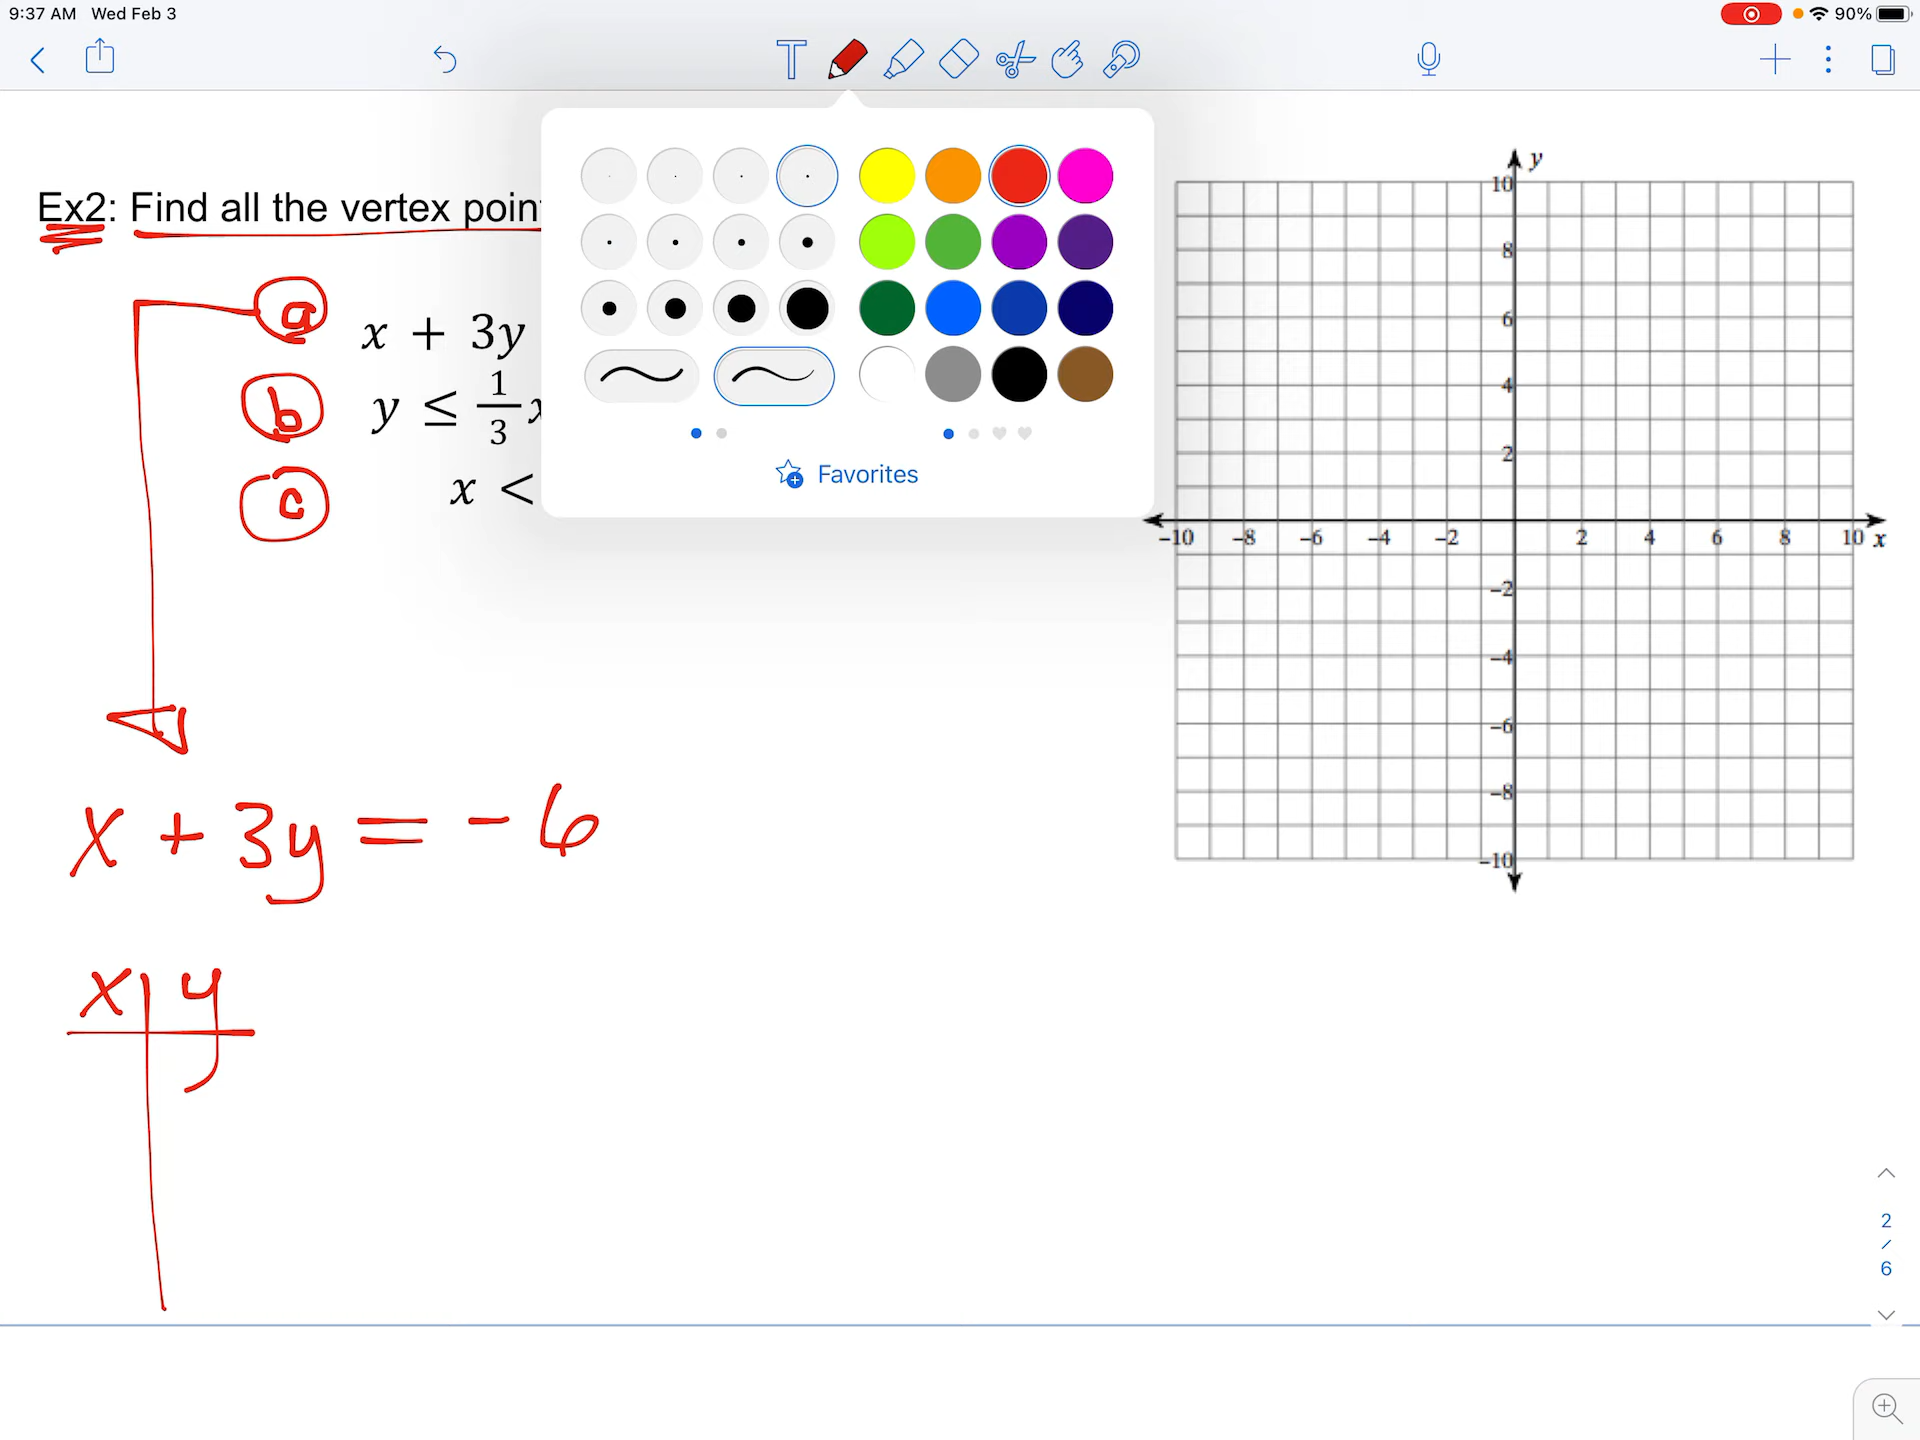 9:37 AM Wed Feb 3 90%
T
Ex2: Find all the vertex
a x + 3y
b y ≤ 1/3
c x <
Favorites
y
10
8
6
4
2
-10 -8 -6 -4 -2 2 4 6 8 10 x
-2
-4
-6
-8
-10
x + 3y = - 6
x y
2
/
6